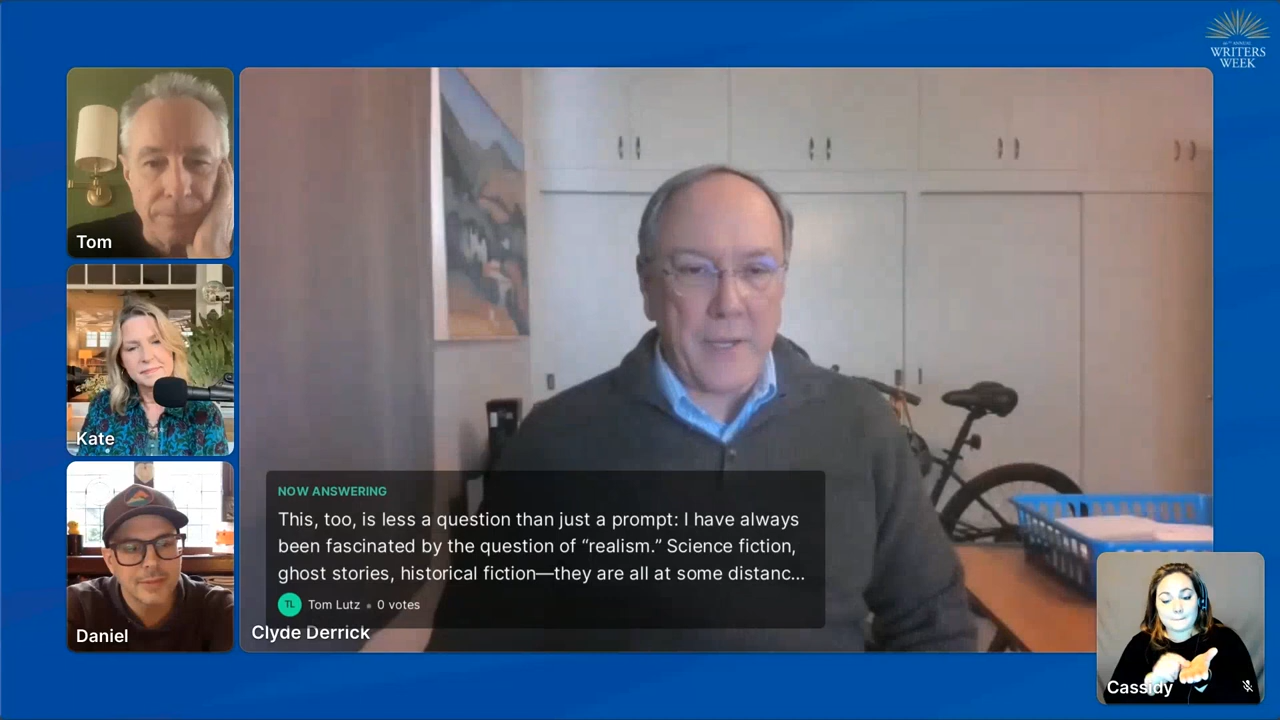 WRITERS
WEEK
Tom
Kate
Daniel
NOW ANSWERING
This, too, is less a question than just a prompt: I have always
been fascinated by the question of “realism.” Science fiction,
ghost stories, historical fiction—they are all at some distanc...
TL Tom Lutz • 0 votes
Clyde Derrick
Cassidy